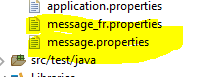 application.properties
message_fr.properties
message.properties
src/test/java